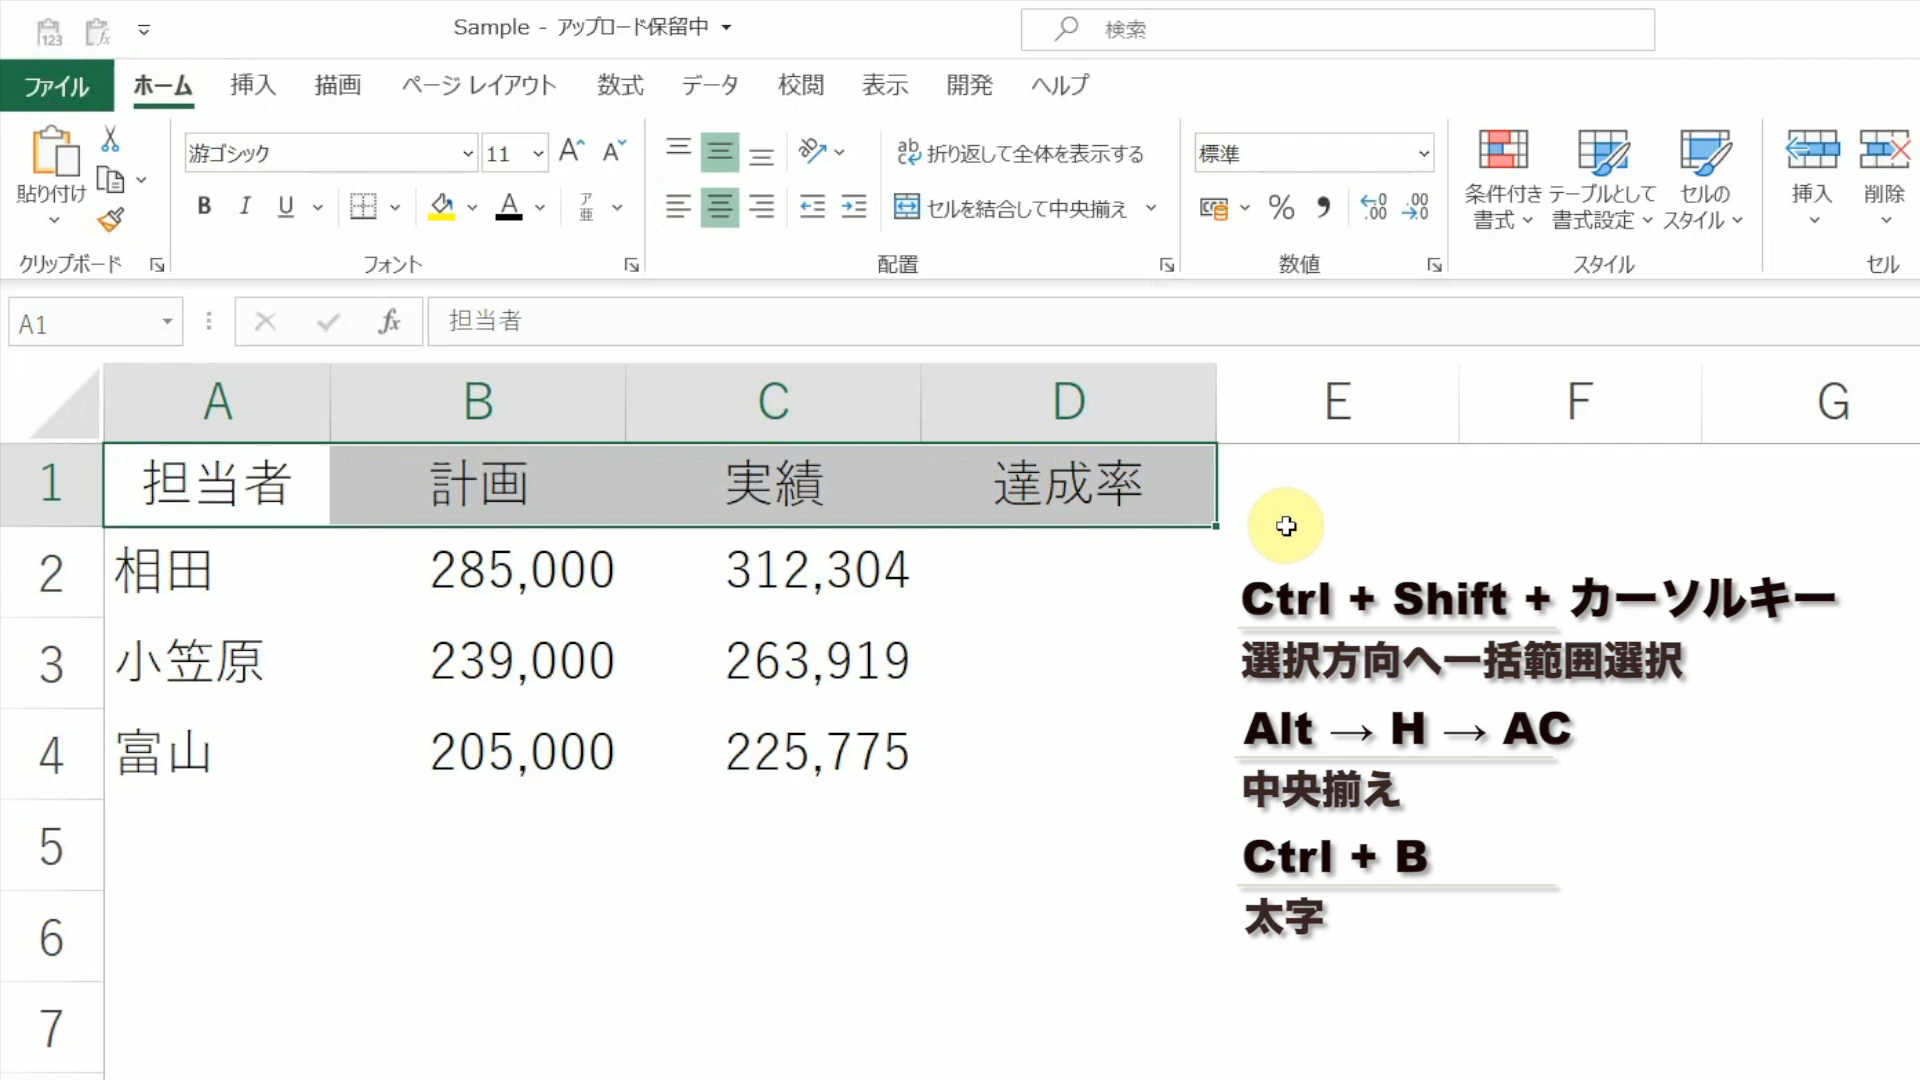 Sample - アップロード保留中
検索
ファイル ホーム 挿入 描画 ページ レイアウト 数式 データ 校閲 表示 開発 ヘルプ
貼り付け
クリップボード
游ゴシック 11
B I U
フォント
折り返して全体を表示する
セルを結合して中央揃え
配置
標準
数値
条件付き書式
テーブルとして書式設定
セルのスタイル
スタイル
挿入
削除
セル
A1 fx 担当者
A B C D E F G
1 担当者 計画 実績 達成率
2 相田 285,000 312,304
3 小笠原 239,000 263,919
4 富山 205,000 225,775
5
6
7
Ctrl + Shift + カーソルキー
選択方向へ一括範囲選択
Alt → H → AC
中央揃え
Ctrl + B
太字